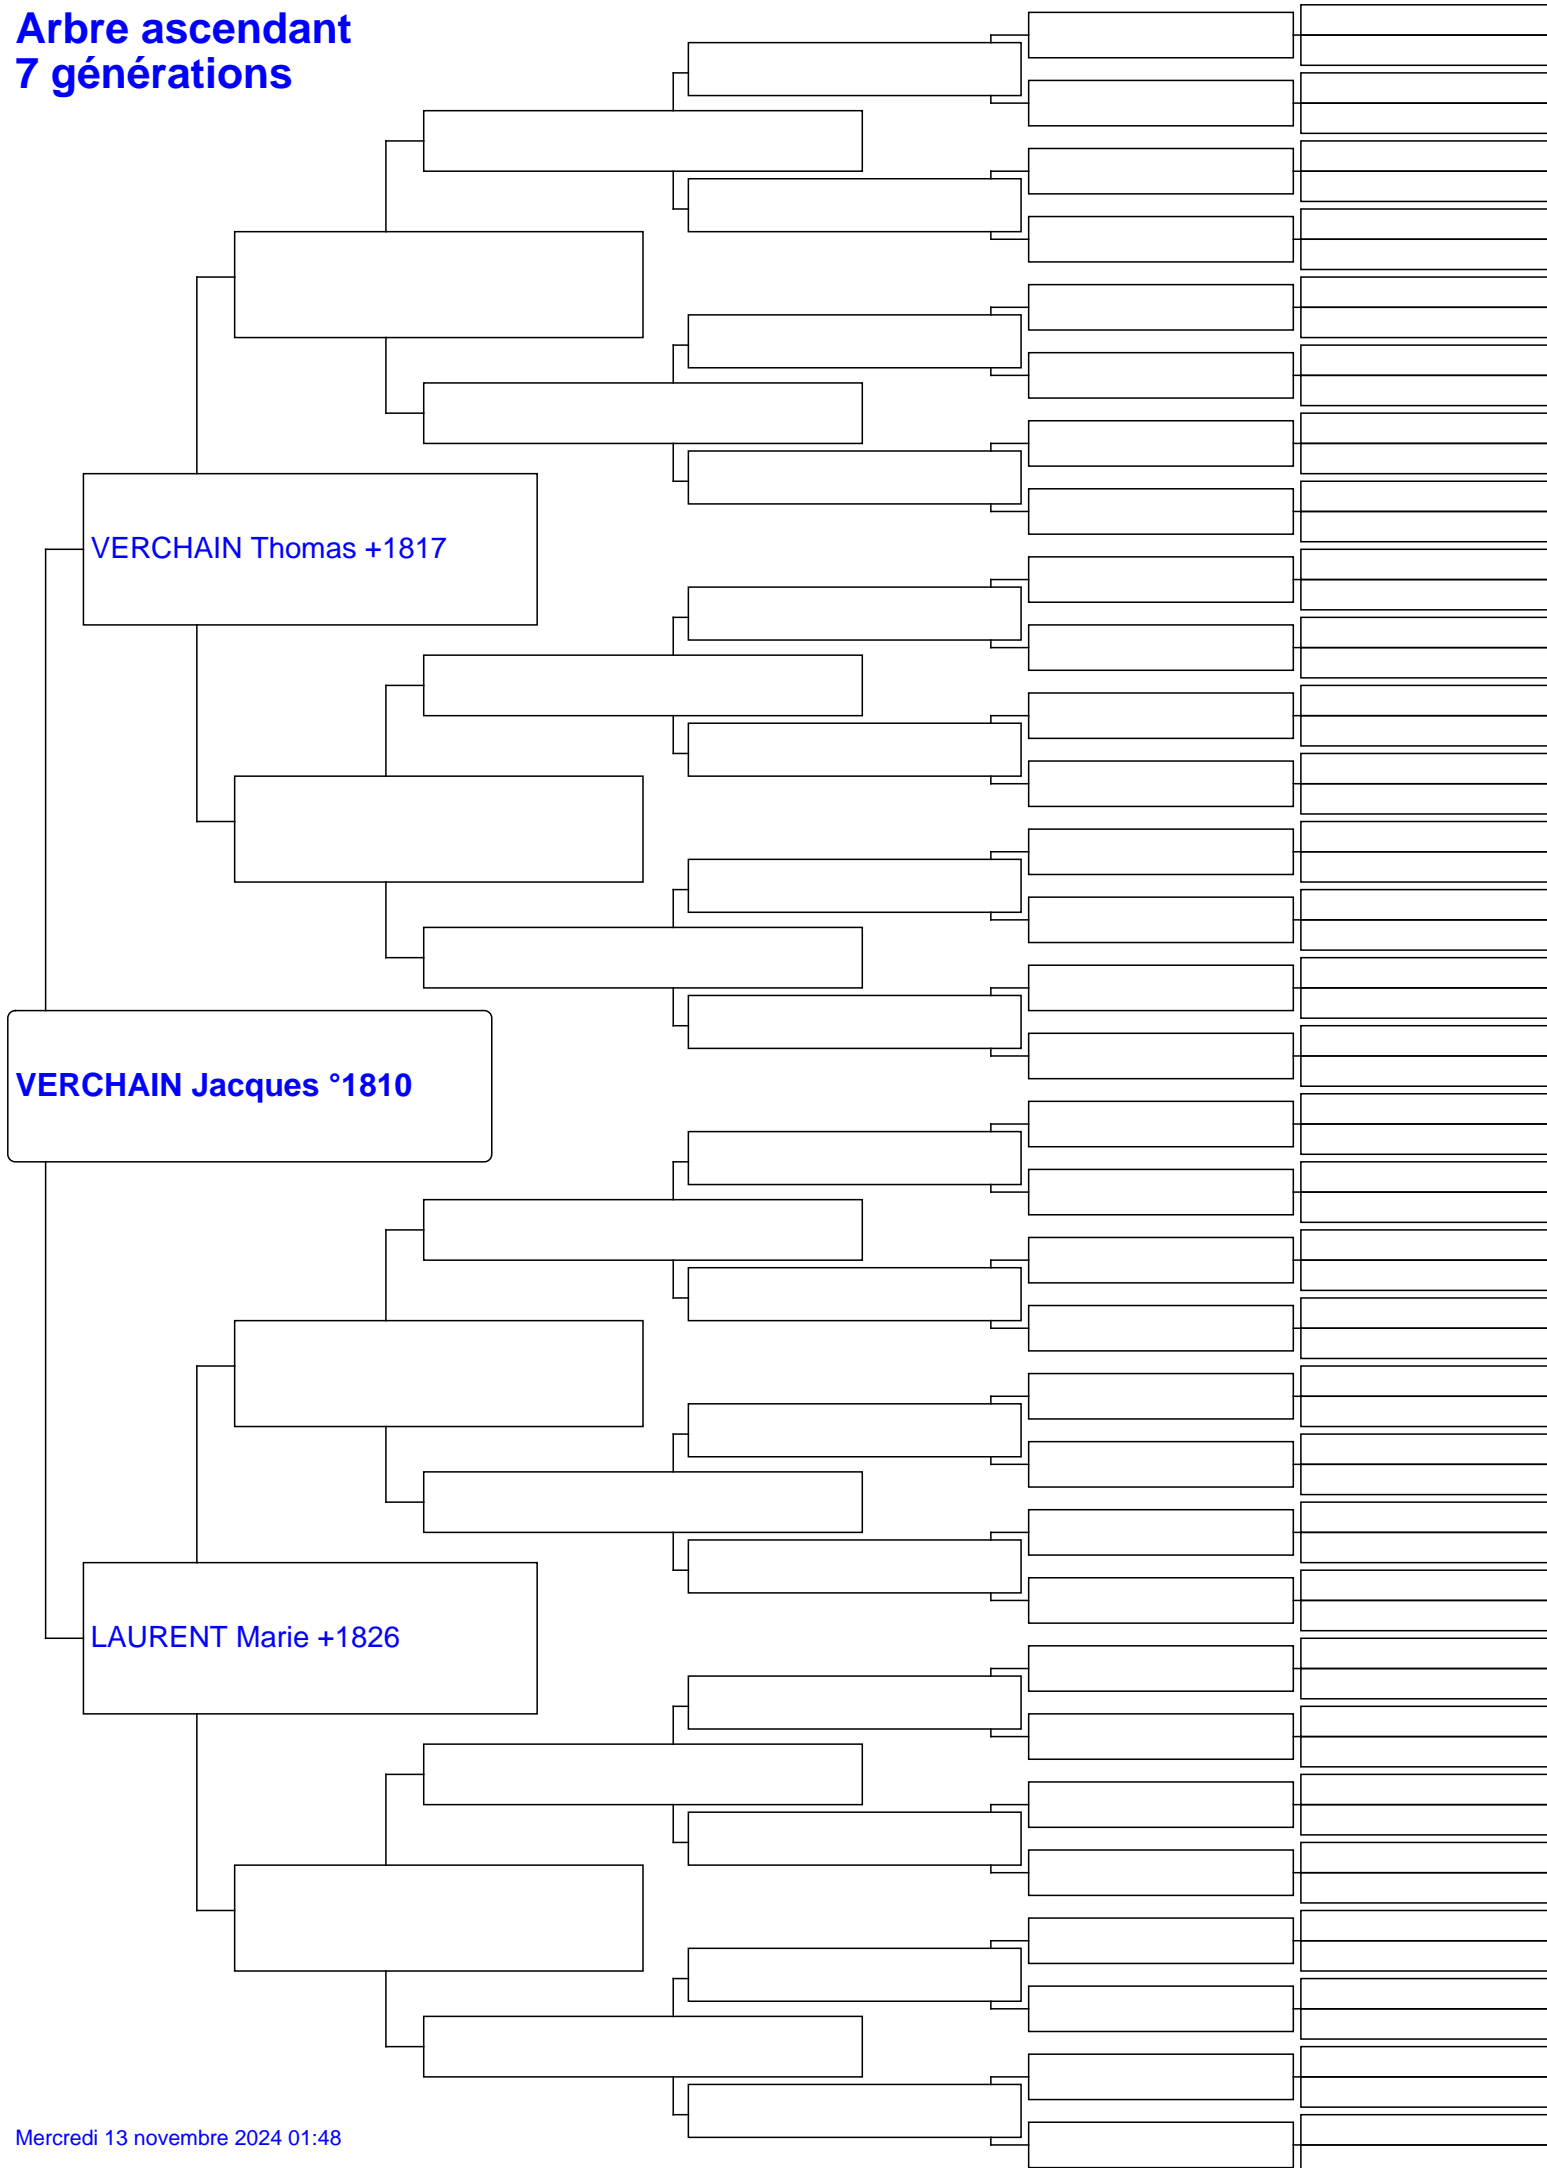 Arbre ascendant
7 générations
VERCHAIN Thomas +1817
VERCHAIN Jacques °1810
LAURENT Marie +1826
Mercredi 13 novembre 2024 01:48